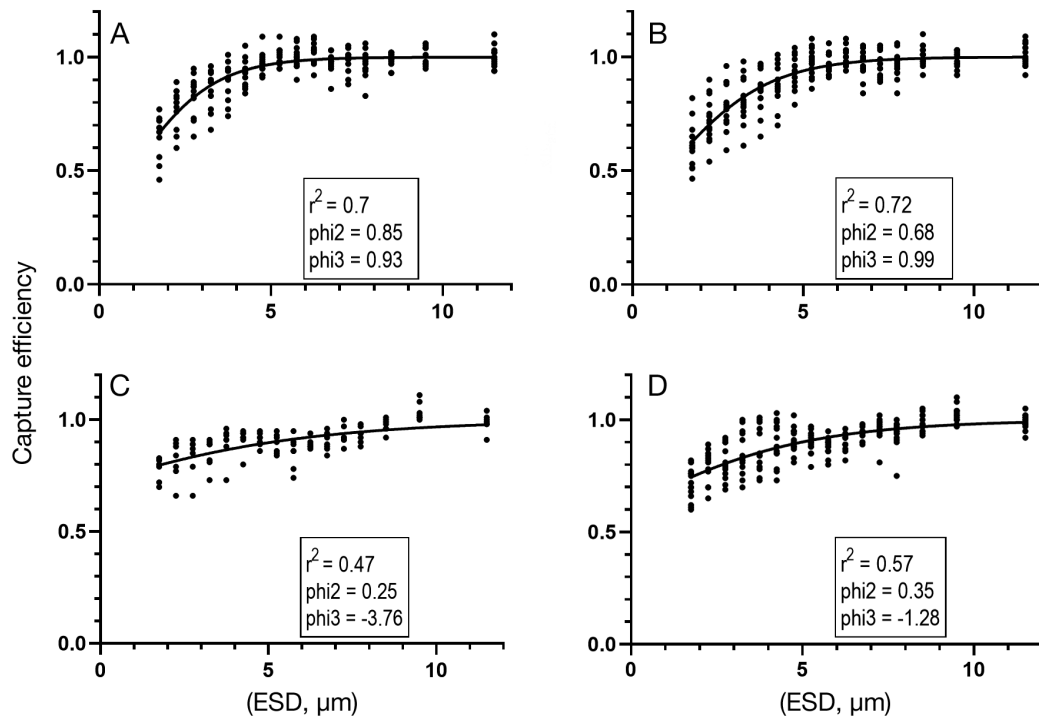 A
1.0
0.5
0.0
0
5
10
r² = 0.7
phi2 = 0.85
phi3 = 0.93
B
1.0
0.5
0.0
0
5
10
r² = 0.72
phi2 = 0.68
phi3 = 0.99
Capture efficiency
C
1.0
0.5
0.0
0
5
10
r² = 0.47
phi2 = 0.25
phi3 = -3.76
(ESD, μm)
D
1.0
0.5
0.0
0
5
10
r² = 0.57
phi2 = 0.35
phi3 = -1.28
(ESD, μm)